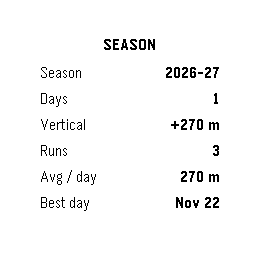 SEASON
Season 2026-27
Days 1
Vertical +270 m
Runs 3
Avg / day 270 m
Best day Nov 22